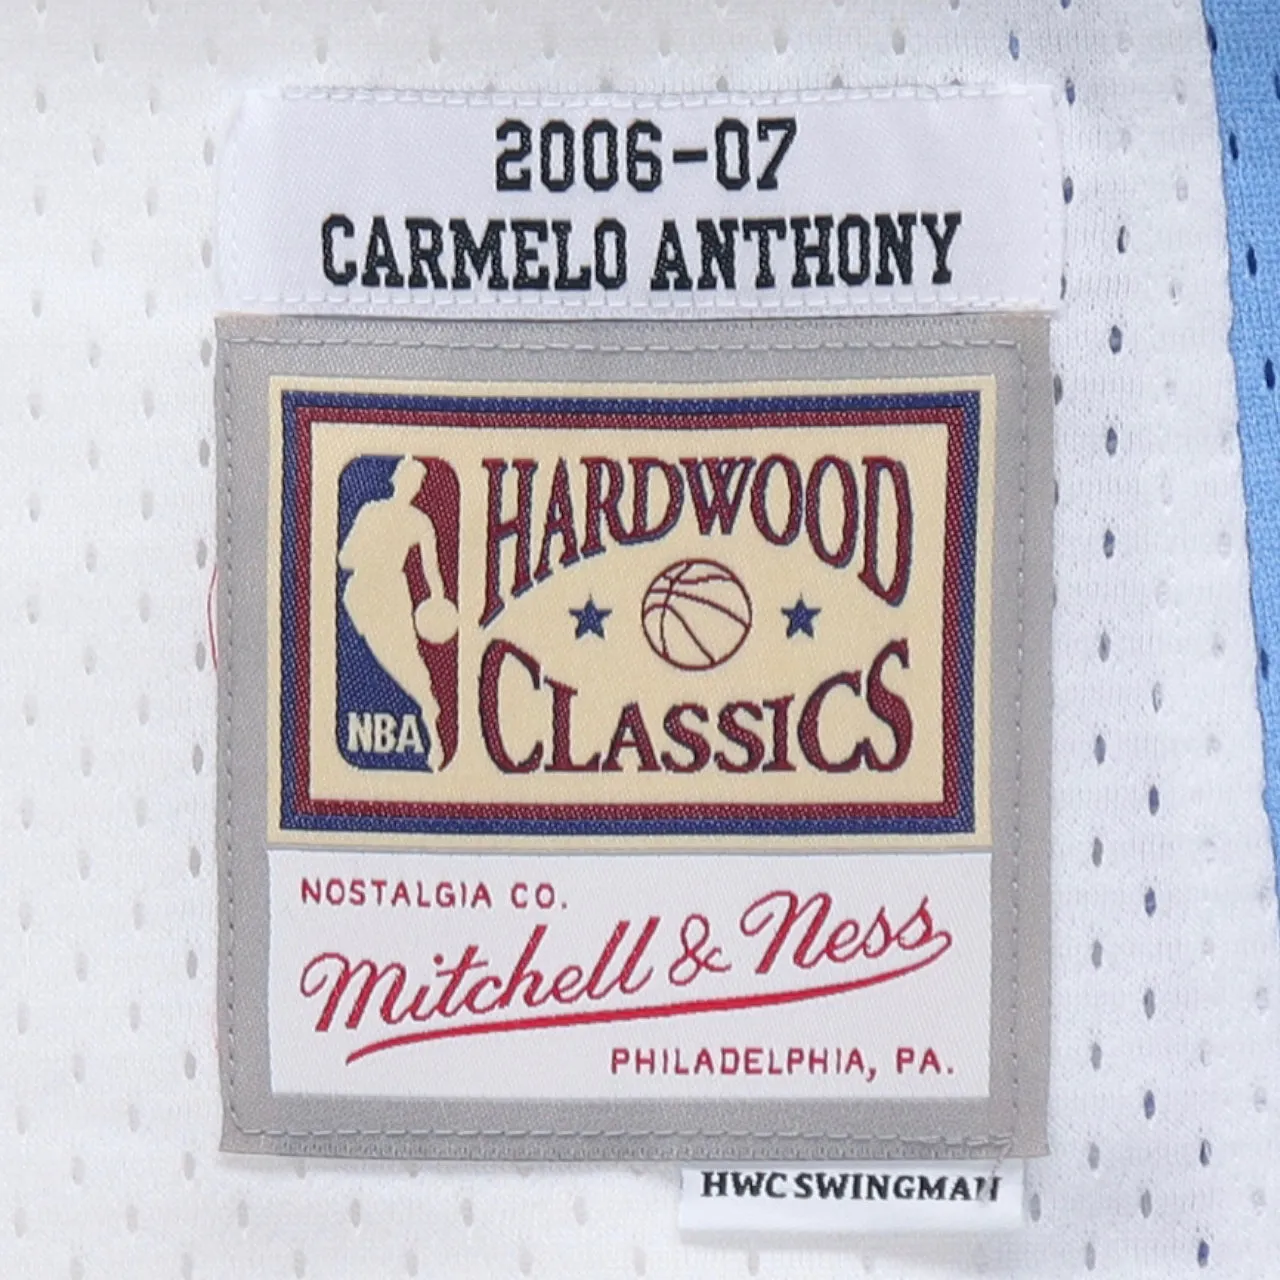 2006-07
CARMELO ANTHONY
HARDWOOD
CLASSICS
NBA
NOSTALGIA CO.
Mitchell & Ness
PHILADELPHIA, PA.
HWC SWINGMAN